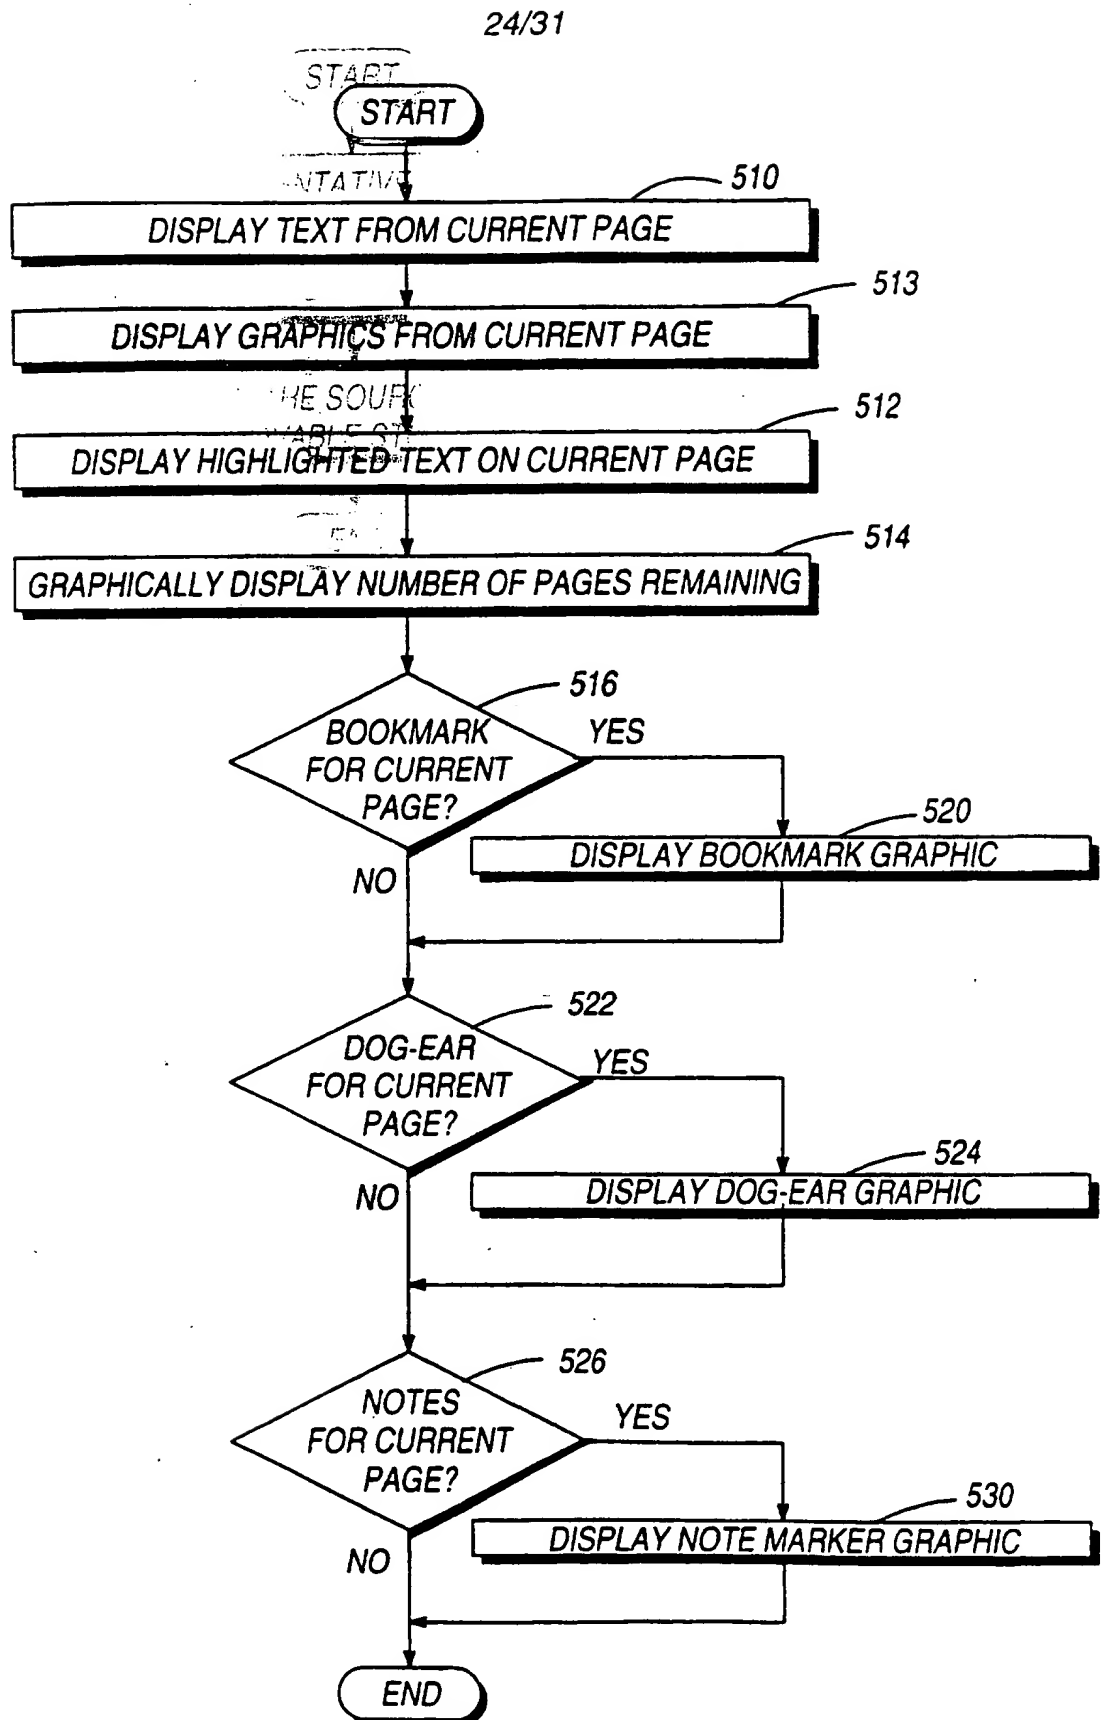 24/31
START
START
510
DISPLAY TEXT FROM CURRENT PAGE
513
DISPLAY GRAPHICS FROM CURRENT PAGE
512
DISPLAY HIGHLIGHTED TEXT ON CURRENT PAGE
514
GRAPHICALLY DISPLAY NUMBER OF PAGES REMAINING
516
BOOKMARK
FOR CURRENT
PAGE?
YES
520
DISPLAY BOOKMARK GRAPHIC
NO
522
DOG-EAR
FOR CURRENT
PAGE?
YES
524
DISPLAY DOG-EAR GRAPHIC
NO
526
NOTES
FOR CURRENT
PAGE?
YES
530
DISPLAY NOTE MARKER GRAPHIC
NO
END